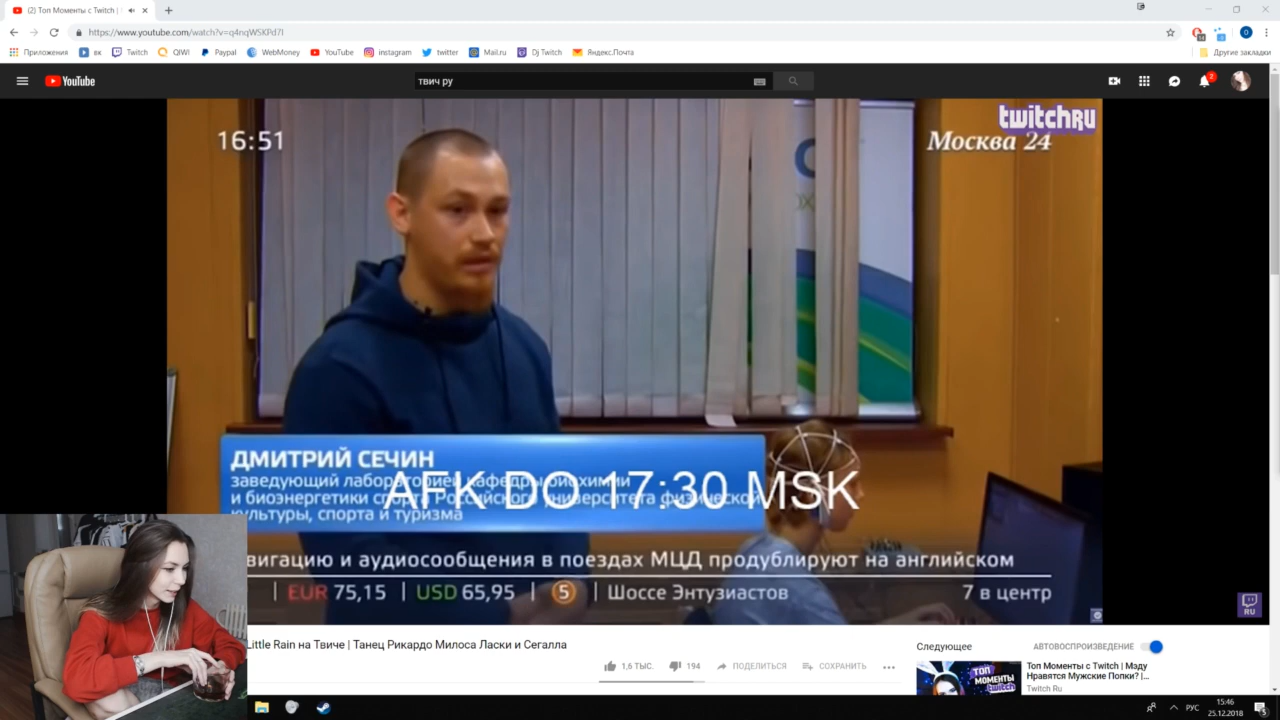 (2) Топ Моменты с Twitch |
https://www.youtube.com/watch?v=q4nqWSKPd7I
Приложения вк Twitch QIWI Paypal WebMoney YouTube instagram twitter Mail.ru Dj Twitch Яндекс.Почта Другие закладки
YouTube
твич ру
2
16:51
twitchRU
Москва 24
ДМИТРИЙ СЕЧИН
заведующий лабораторией кафедры биохимии
и биоэнергетики спорта Российского университета физической
культуры, спорта и туризма
AFK DO 17:30 MSK
вигацию и аудиосообщения в поездах МЦД продублируют на английском
EUR 75,15 | USD 65,95 | 5 | Шоссе Энтузиастов 7 в центр
RU
Little Rain на Твиче | Танец Рикардо Милоса Ласки и Сегалла
1,6 ТЫС. 194 ПОДЕЛИТЬСЯ СОХРАНИТЬ
Следующее АВТОВОСПРОИЗВЕДЕНИЕ
ТОП
МОМЕНТЫ
twitch
Топ Моменты с Twitch | Мэду
Нравятся Мужские Попки? |...
Twitch Ru
РУС
15:46
25.12.2018
5